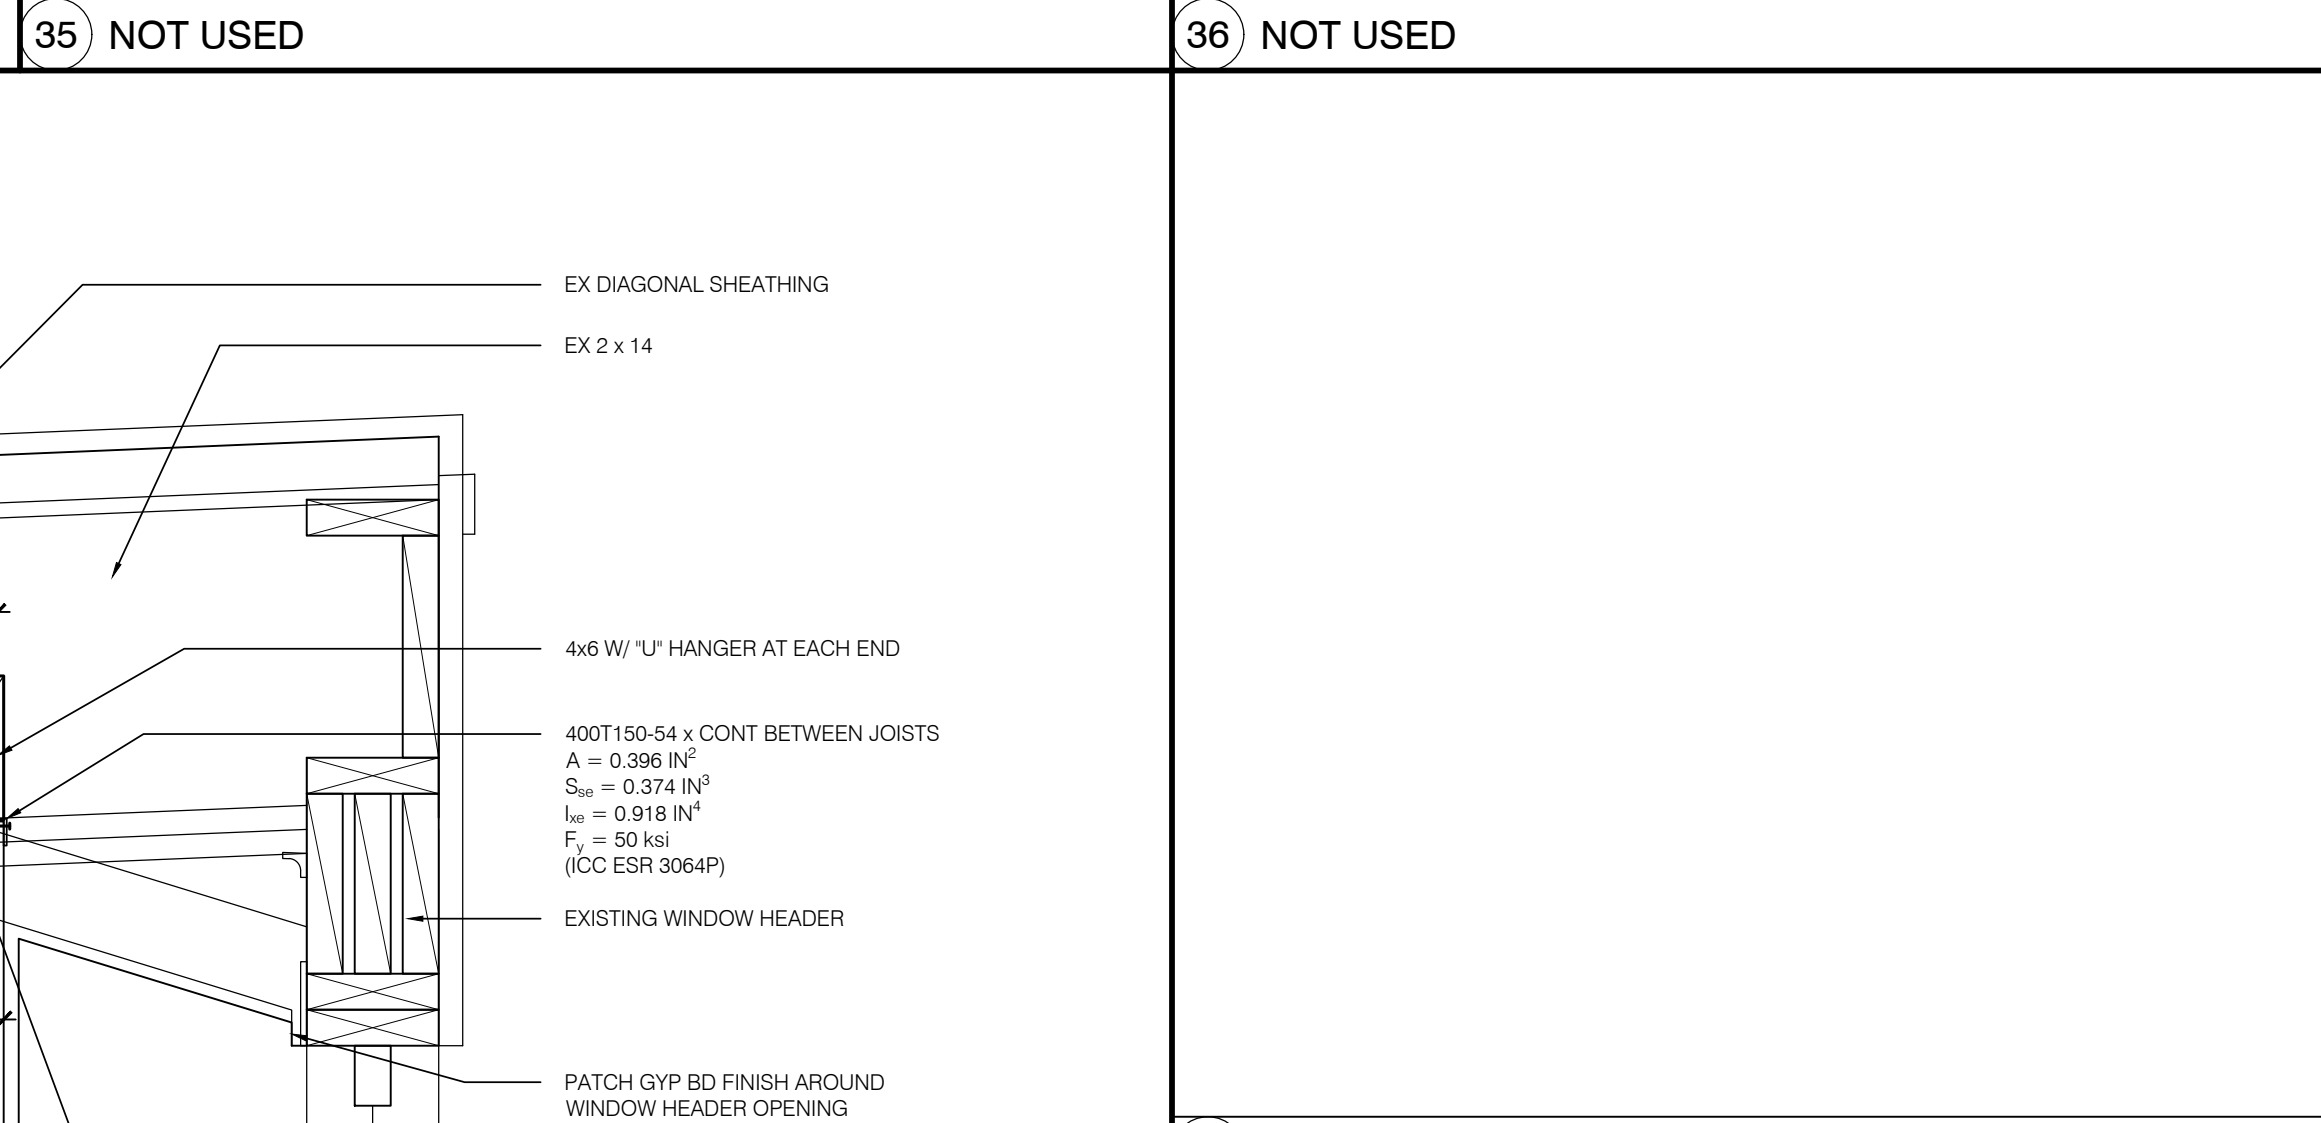 35 NOT USED
36 NOT USED
EX DIAGONAL SHEATHING
EX 2 x 14
4x6 W/ "U" HANGER AT EACH END
400T150-54 x CONT BETWEEN JOISTS
A = 0.396 IN²
Sse = 0.374 IN³
Ixe = 0.918 IN⁴
Fy = 50 ksi
(ICC ESR 3064P)
EXISTING WINDOW HEADER
PATCH GYP BD FINISH AROUND
WINDOW HEADER OPENING